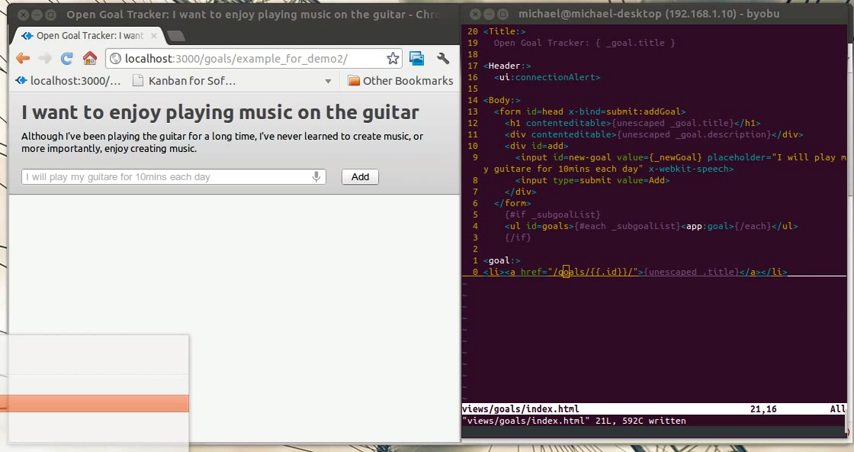 Open Goal Tracker: I want to enjoy playing music on the guitar - Chro
Open Goal Tracker: I want
localhost:3000/goals/example_for_demo2/
localhost:3000/... Kanban for Sof... Other Bookmarks
I want to enjoy playing music on the guitar
Although I've been playing the guitar for a long time, I've never learned to create music, or
more importantly, enjoy creating music.
I will play my guitare for 10mins each day Add
michael@michael-desktop (192.168.1.10) - byobu
20 <Title:>
19 Open Goal Tracker: { _goal.title }
18
17 <Header:>
16 <ui:connectionAlert>
15
14 <Body:>
13 <form id=head x-bind=submit:addGoal>
12 <h1 contenteditable>{unescaped _goal.title}</h1>
11 <div contenteditable>{unescaped _goal.description}</div>
10 <div id=add>
9 <input id=new-goal value={_newGoal} placeholder="I will play m
y guitare for 10mins each day" x-webkit-speech>
8 <input type=submit value=Add>
7 </div>
6 </form>
5 {#if _subgoalList}
4 <ul id=goals>{#each _subgoalList}<app:goal>{/each}</ul>
3 {/if}
2
1 <goal:>
0 <li><a href="/goals/{{.id}}/">{unescaped .title}</a></li>
~
~
~
~
~
~
~
~
~
~
views/goals/index.html 21,16 All
"views/goals/index.html" 21L, 592C written